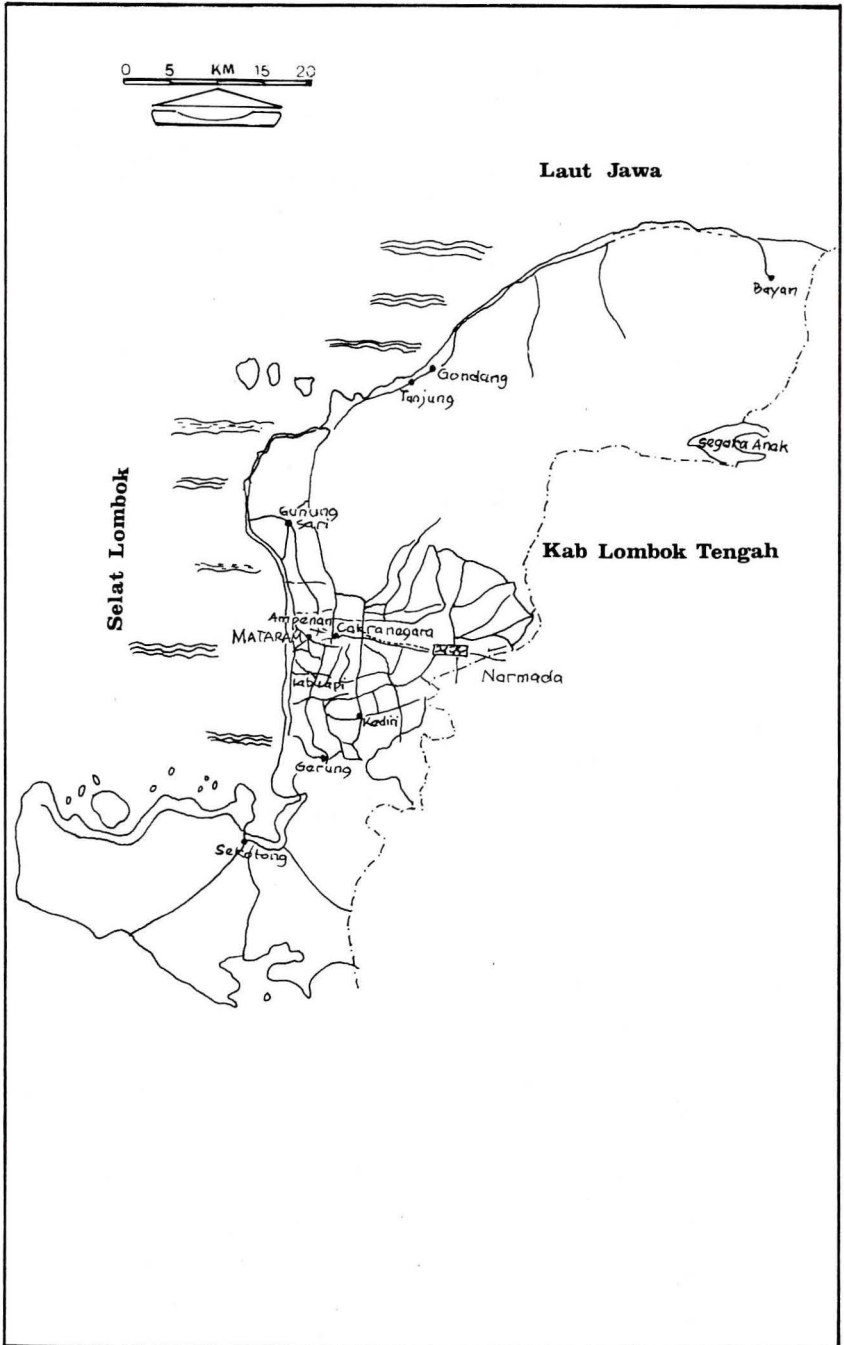 0 5 KM 15 20
Laut Jawa
Bayan
Gondang
Tanjung
Segara Anak
Selat Lombok
Gunung
Sari
Kab Lombok Tengah
Ampenan
MATARAM
Cakranegara
Narmada
Labuapi
Kediri
Gerung
Sekotong